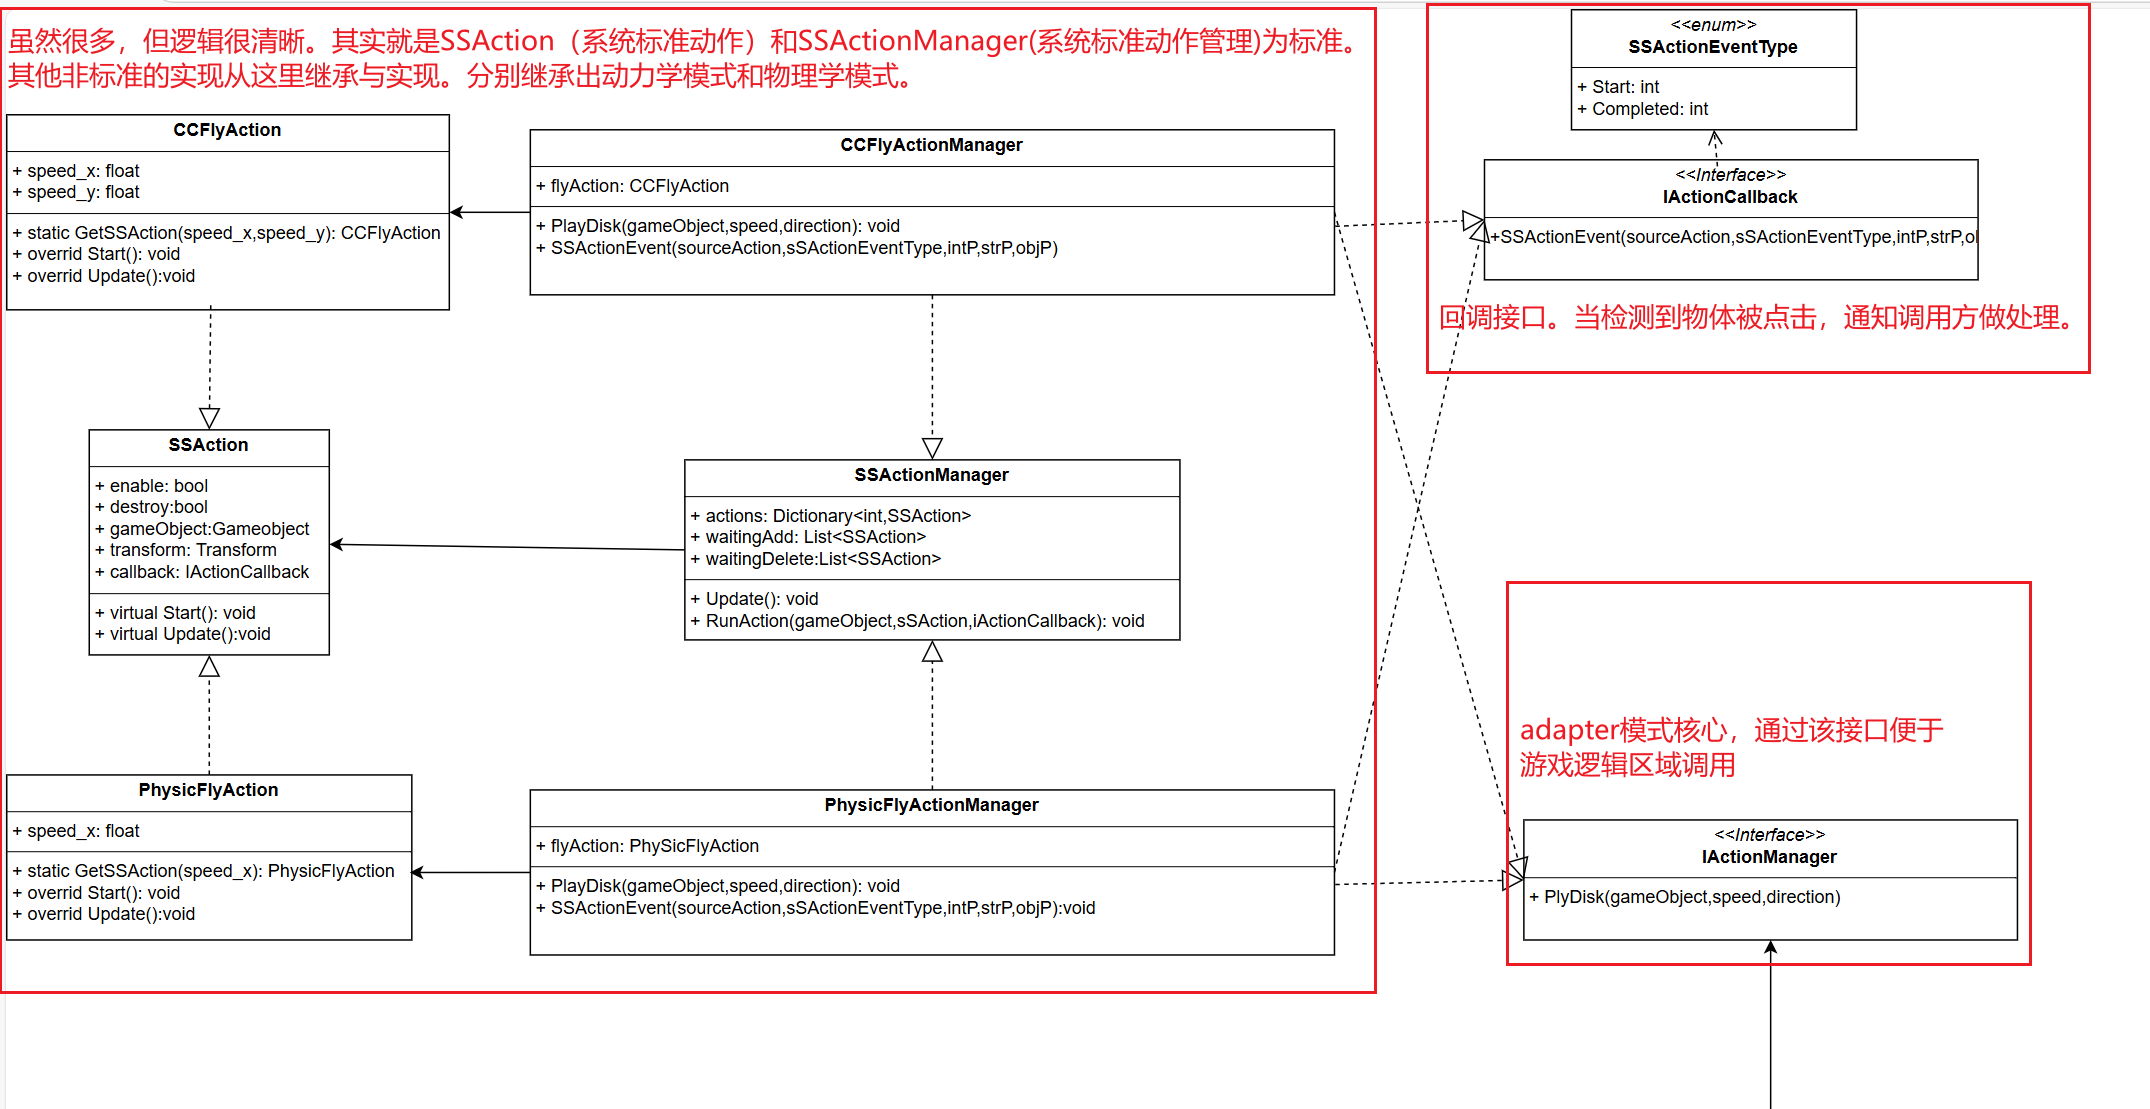 虽然很多，但逻辑很清晰。其实就是SSAction（系统标准动作）和SSActionManager(系统标准动作管理)为标准。
其他非标准的实现从这里继承与实现。分别继承出动力学模式和物理学模式。
CCFlyAction
+ speed_x: float
+ speed_y: float
+ static GetSSAction(speed_x,speed_y): CCFlyAction
+ overrid Start(): void
+ overrid Update():void
CCFlyActionManager
+ flyAction: CCFlyAction
+ PlayDisk(gameObject,speed,direction): void
+ SSActionEvent(sourceAction,sSActionEventType,intP,strP,objP)
<<enum>>
SSActionEventType
+ Start: int
+ Completed: int
<<Interface>>
IActionCallback
+SSActionEvent(sourceAction,sSActionEventType,intP,strP,ol
回调接口。当检测到物体被点击，通知调用方做处理。
SSAction
+ enable: bool
+ destroy:bool
+ gameObject:Gameobject
+ transform: Transform
+ callback: IActionCallback
+ virtual Start(): void
+ virtual Update():void
SSActionManager
+ actions: Dictionary<int,SSAction>
+ waitingAdd: List<SSAction>
+ waitingDelete:List<SSAction>
+ Update(): void
+ RunAction(gameObject,sSAction,iActionCallback): void
adapter模式核心，通过该接口便于
游戏逻辑区域调用
PhysicFlyAction
+ speed_x: float
+ static GetSSAction(speed_x): PhysicFlyAction
+ overrid Start(): void
+ overrid Update():void
PhysicFlyActionManager
+ flyAction: PhySicFlyAction
+ PlayDisk(gameObject,speed,direction): void
+ SSActionEvent(sourceAction,sSActionEventType,intP,strP,objP):void
<<Interface>>
IActionManager
+ PlyDisk(gameObject,speed,direction)